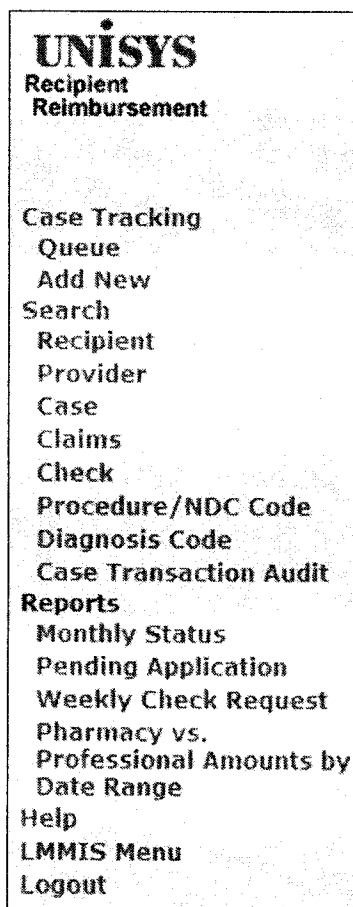 UNiSYS
Recipient
Reimbursement
Case Tracking
Queue
Add New
Search
Recipient
Provider
Case
Claims
Check
Procedure/NDC Code
Diagnosis Code
Case Transaction Audit
Reports
Monthly Status
Pending Application
Weekly Check Request
Pharmacy vs.
Professional Amounts by
Date Range
Help
LMMIS Menu
Logout